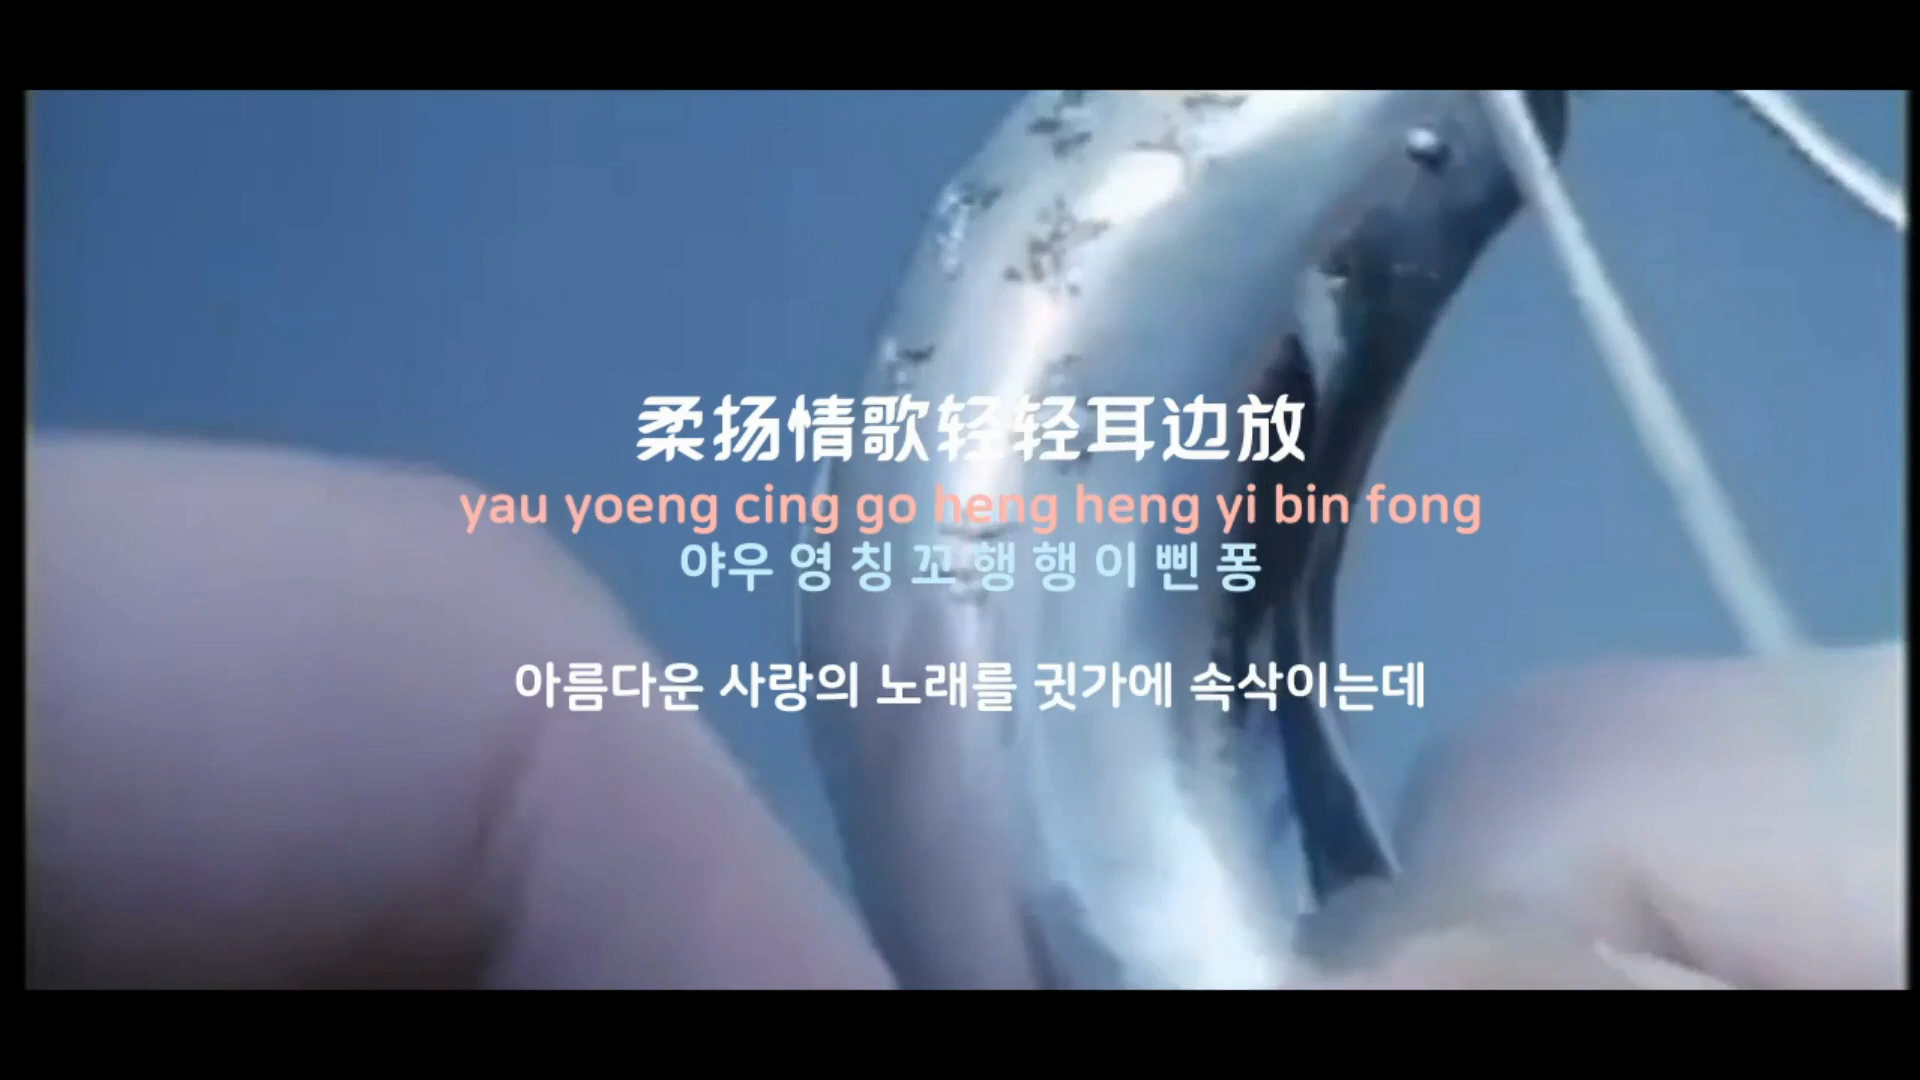 柔扬情歌轻轻耳边放
yau yoeng cing go heng heng yi bin fong
야우 영 칭 꼬 행 행 이 삔 퐁
아름다운 사랑의 노래를 귓가에 속삭이는데